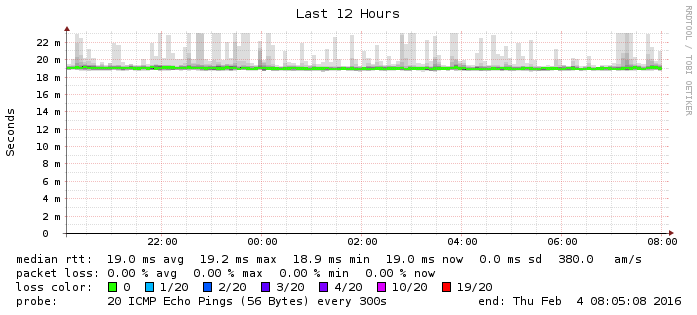 Last 12 Hours
RRDTOOL / TOBI OETIKER
Seconds
22 m
20 m
18 m
16 m
14 m
12 m
10 m
8 m
6 m
4 m
2 m
0
22:00 00:00 02:00 04:00 06:00 08:00
median rtt: 19.0 ms avg 19.2 ms max 18.9 ms min 19.0 ms now 0.0 ms sd 380.0 am/s
packet loss: 0.00 % avg 0.00 % max 0.00 % min 0.00 % now
loss color: 0 1/20 2/20 3/20 4/20 10/20 19/20
probe: 20 ICMP Echo Pings (56 Bytes) every 300s end: Thu Feb 4 08:05:08 2016